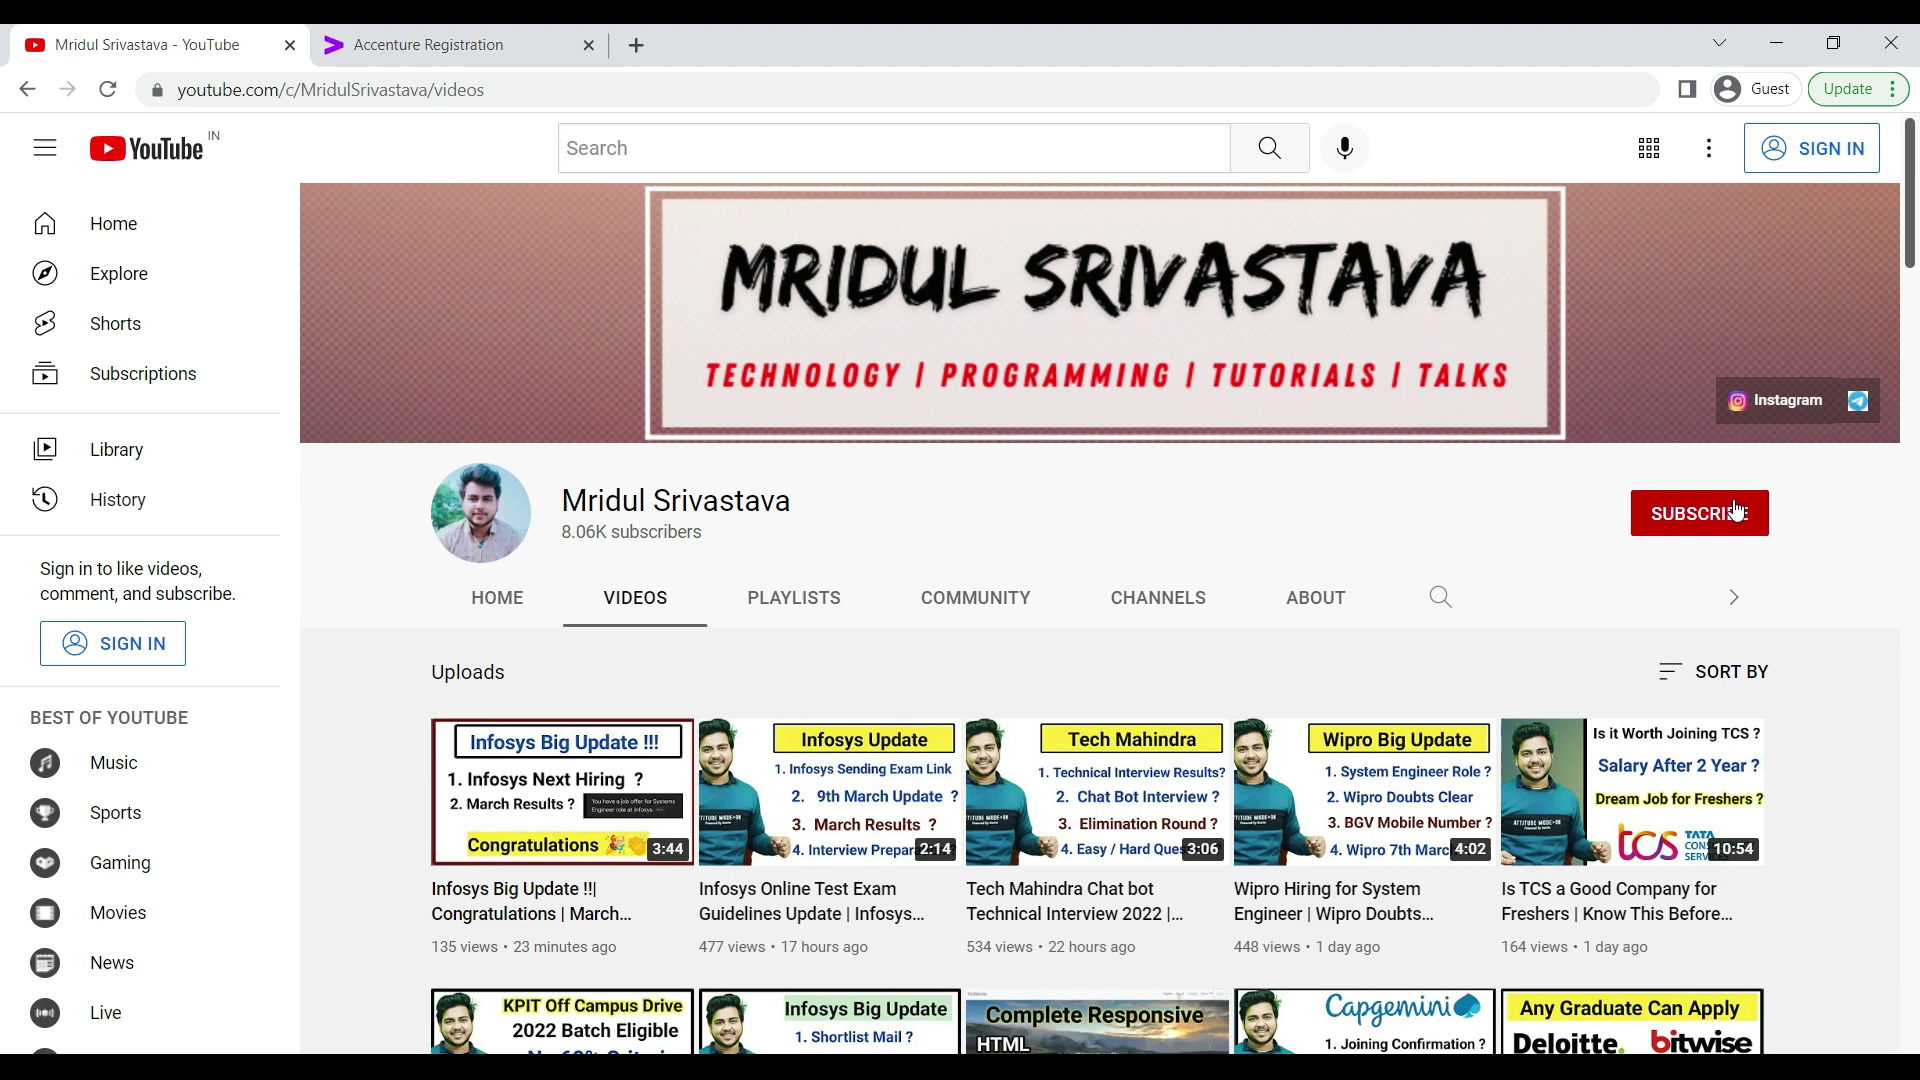 Mridul Srivastava - YouTube
Accenture Registration
youtube.com/c/MridulSrivastava/videos
Guest
Update
YouTube IN
Search
SIGN IN
Home
Explore
Shorts
Subscriptions
Library
History
Sign in to like videos,
comment, and subscribe.
SIGN IN
BEST OF YOUTUBE
Music
Sports
Gaming
Movies
News
Live
MRIDUL SRIVASTAVA
TECHNOLOGY | PROGRAMMING | TUTORIALS | TALKS
Instagram
Mridul Srivastava
8.06K subscribers
HOME
VIDEOS
PLAYLISTS
COMMUNITY
CHANNELS
ABOUT
Uploads
SORT BY
Infosys Big Update !!!
1. Infosys Next Hiring ?
2. March Results ?
You have a job offer for Systems
Engineer role at Infosys
Congratulations
3:44
Infosys Big Update !!|
Congratulations | March...
135 views • 23 minutes ago
Infosys Update
1. Infosys Sending Exam Link
2. 9th March Update ?
3. March Results ?
4. Interview Prepar
2:14
Infosys Online Test Exam
Guidelines Update | Infosys...
477 views • 17 hours ago
Tech Mahindra
1. Technical Interview Results?
2. Chat Bot Interview ?
3. Elimination Round ?
4. Easy / Hard Ques
3:06
Tech Mahindra Chat bot
Technical Interview 2022 |...
534 views • 22 hours ago
Wipro Big Update
1. System Engineer Role ?
2. Wipro Doubts Clear
3. BGV Mobile Number ?
4. Wipro 7th Marc
4:02
Wipro Hiring for System
Engineer | Wipro Doubts...
448 views • 1 day ago
Is it Worth Joining TCS ?
Salary After 2 Year ?
Dream Job for Freshers ?
tcs TATA
10:54
Is TCS a Good Company for
Freshers | Know This Before...
164 views • 1 day ago
KPIT Off Campus Drive
2022 Batch Eligible
Infosys Big Update
1. Shortlist Mail ?
Complete Responsive
HTML
Capgemini
1. Joining Confirmation ?
Any Graduate Can Apply
Deloitte. bitwise